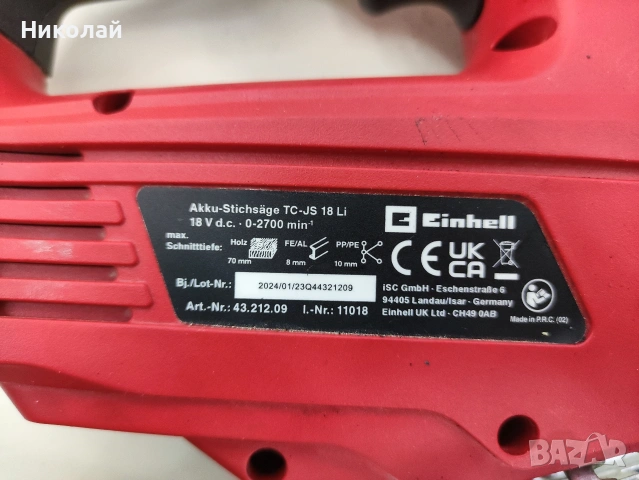 Николай
Akku-Stichsäge TC-JS 18 Li
18 V d.c. · 0-2700 min⁻¹
max.
Schnitttiefe:
Holz FE/AL PP/PE
70 mm 8 mm 10 mm
Bj./Lot-Nr.: 2024/01/23Q44321209
Art.-Nr.: 43.212.09 I.-Nr.: 11018
Einhell
CE UK CA
iSC GmbH - Eschenstraße 6
94405 Landau/Isar - Germany
Einhell UK Ltd - CH49 0AB
Made in P.R.C. (02)
BAZAR